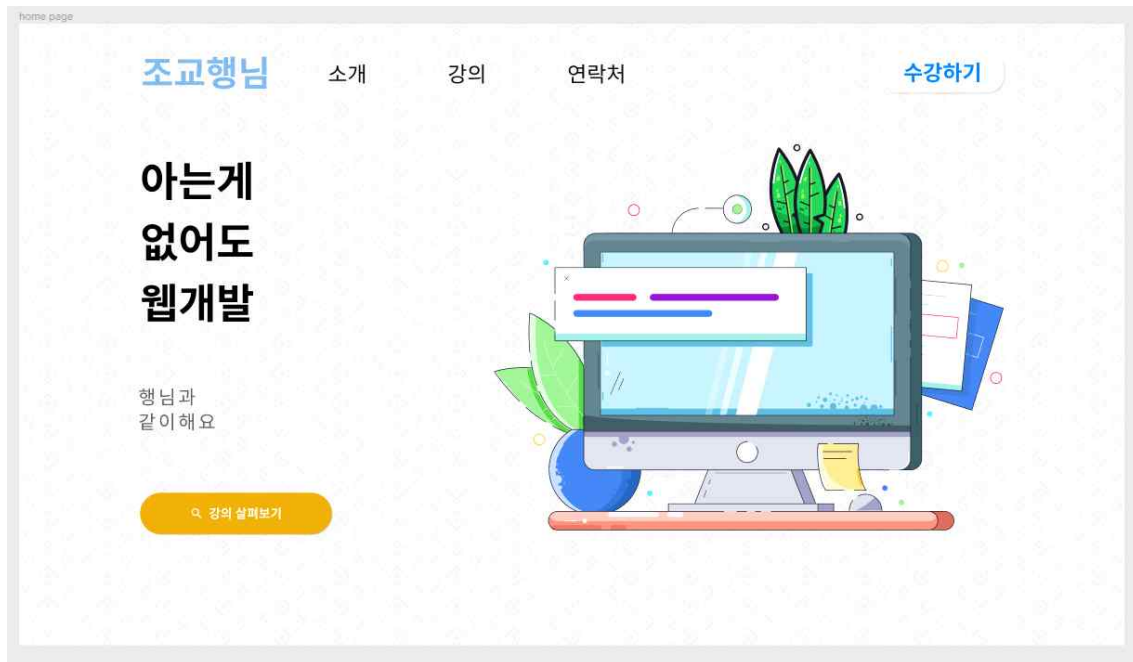 home page
조교행님 소개 강의 연락처 수강하기
아는게
없어도
웹개발
행님과
같이해요
강의 살펴보기